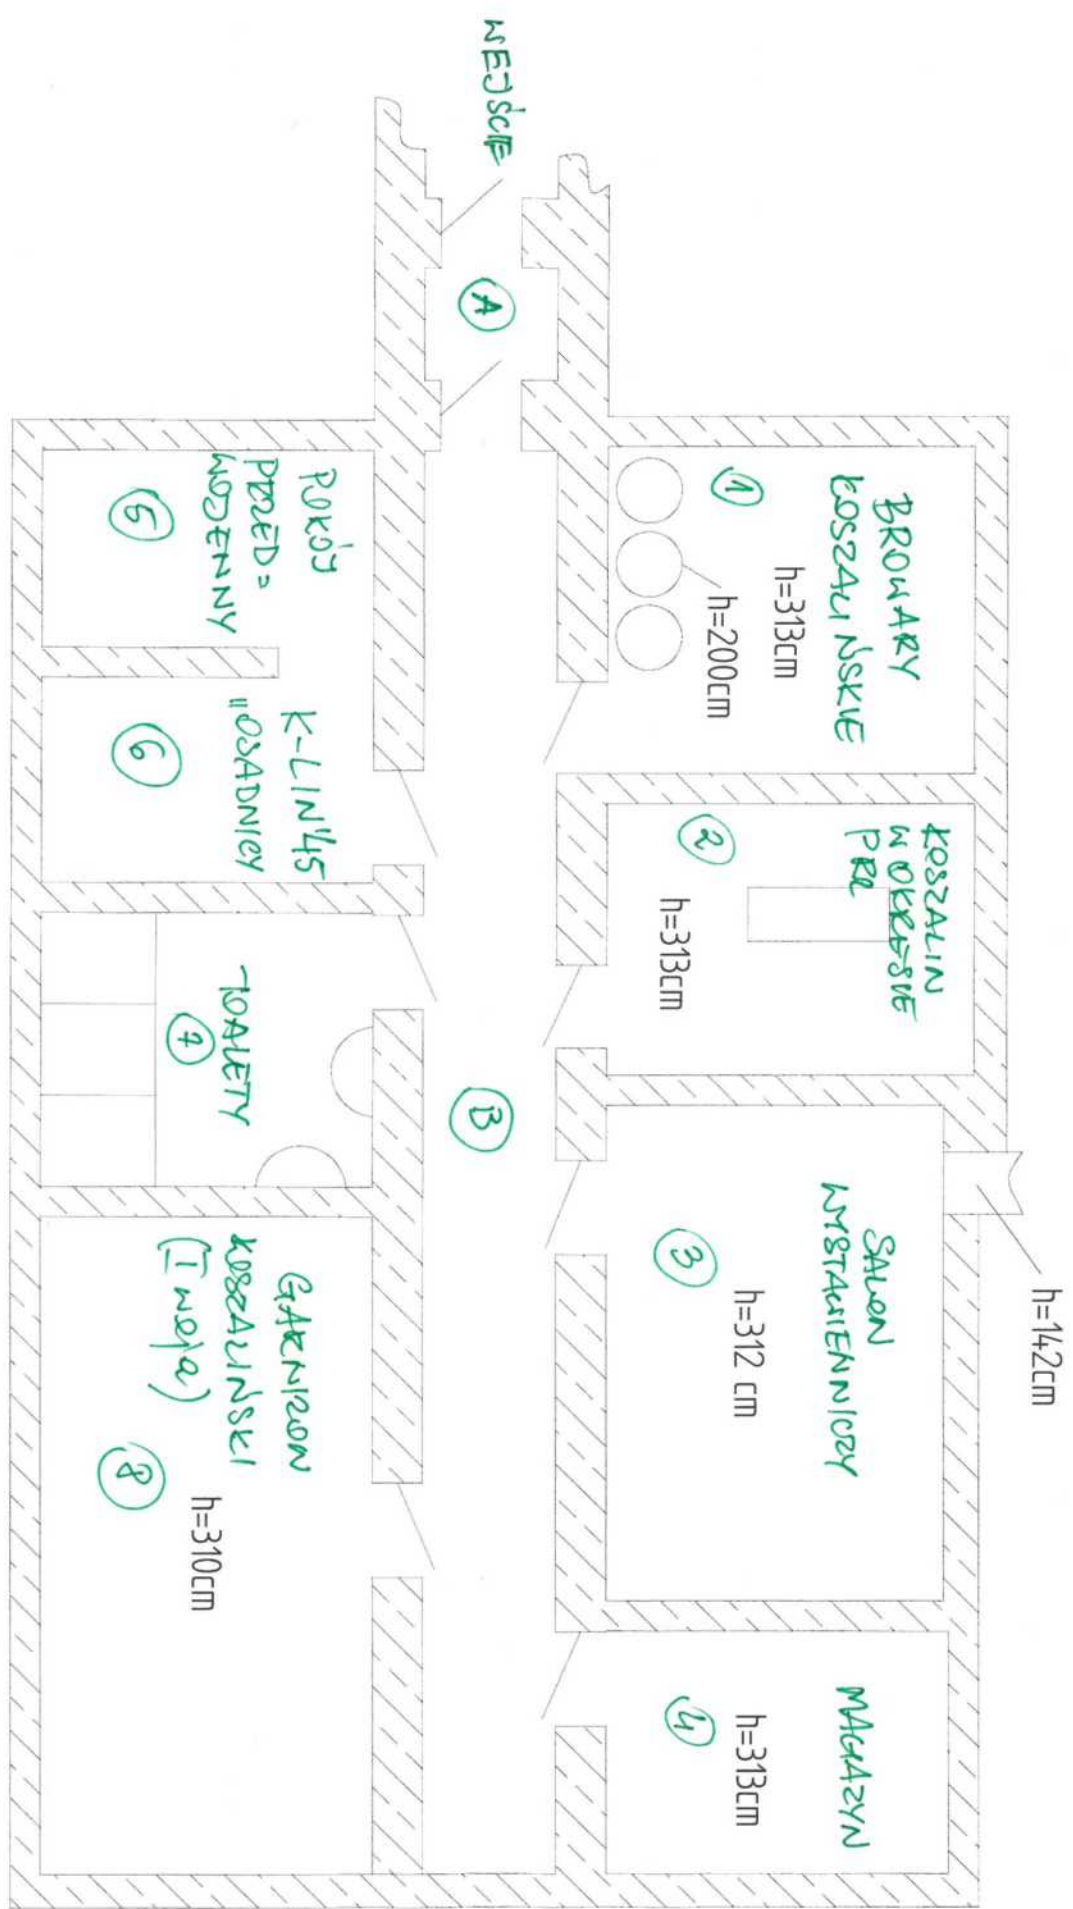 WEJŚCIE
A
BROWARY
KOSZALIŃSKIE
1
h=313cm
h=200cm
KOSZALIN
W OKRESIE
PRL
2
h=313cm
h=142cm
SALON
WYSTAWIENNICZY
3
h=312 cm
MAGAZYN
4
h=313cm
B
POKÓJ
PRZED=
WOJENNY
5
K-LIN'45
"OSADNICY
6
TOALETY
7
GARNIZON
KOSZALIŃSKI
(I wojna)
8
h=310cm